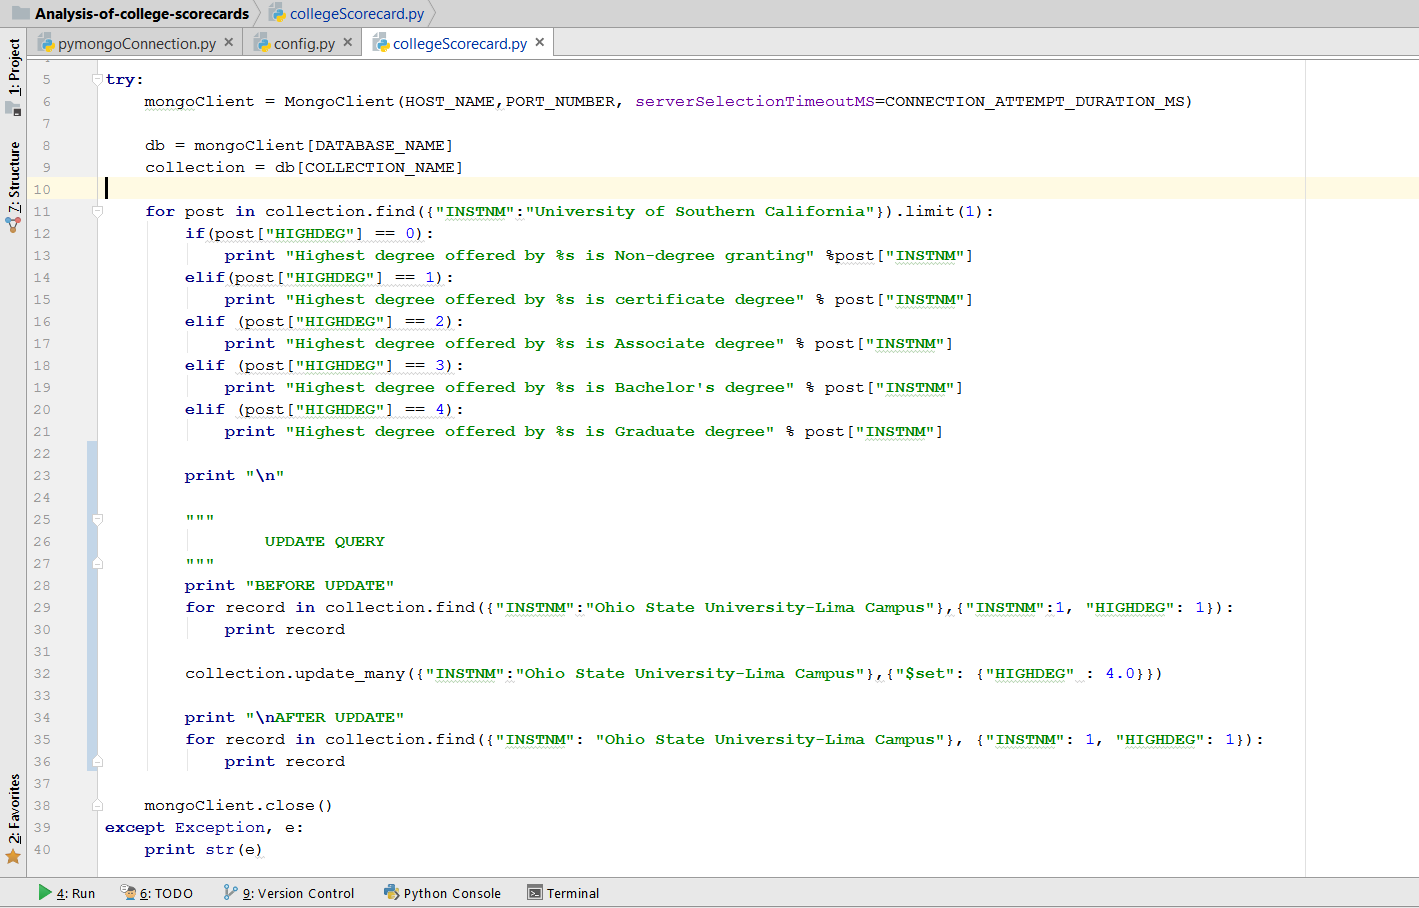 Analysis-of-college-scorecards collegeScorecard.py
pymongoConnection.py config.py collegeScorecard.py
1: Project
7: Structure
2: Favorites
5 try:
6 mongoClient = MongoClient(HOST_NAME,PORT_NUMBER, serverSelectionTimeoutMS=CONNECTION_ATTEMPT_DURATION_MS)
7
8 db = mongoClient[DATABASE_NAME]
9 collection = db[COLLECTION_NAME]
10
11 for post in collection.find({"INSTNM":"University of Southern California"}).limit(1):
12 if(post["HIGHDEG"] == 0):
13 print "Highest degree offered by %s is Non-degree granting" %post["INSTNM"]
14 elif(post["HIGHDEG"] == 1):
15 print "Highest degree offered by %s is certificate degree" % post["INSTNM"]
16 elif (post["HIGHDEG"] == 2):
17 print "Highest degree offered by %s is Associate degree" % post["INSTNM"]
18 elif (post["HIGHDEG"] == 3):
19 print "Highest degree offered by %s is Bachelor's degree" % post["INSTNM"]
20 elif (post["HIGHDEG"] == 4):
21 print "Highest degree offered by %s is Graduate degree" % post["INSTNM"]
22
23 print "\n"
24
25 """
26 UPDATE QUERY
27 """
28 print "BEFORE UPDATE"
29 for record in collection.find({"INSTNM":"Ohio State University-Lima Campus"},{"INSTNM":1, "HIGHDEG": 1}):
30 print record
31
32 collection.update_many({"INSTNM":"Ohio State University-Lima Campus"},{"$set": {"HIGHDEG" : 4.0}})
33
34 print "\nAFTER UPDATE"
35 for record in collection.find({"INSTNM": "Ohio State University-Lima Campus"}, {"INSTNM": 1, "HIGHDEG": 1}):
36 print record
37
38 mongoClient.close()
39 except Exception, e:
40 print str(e)
4: Run 6: TODO 9: Version Control Python Console Terminal